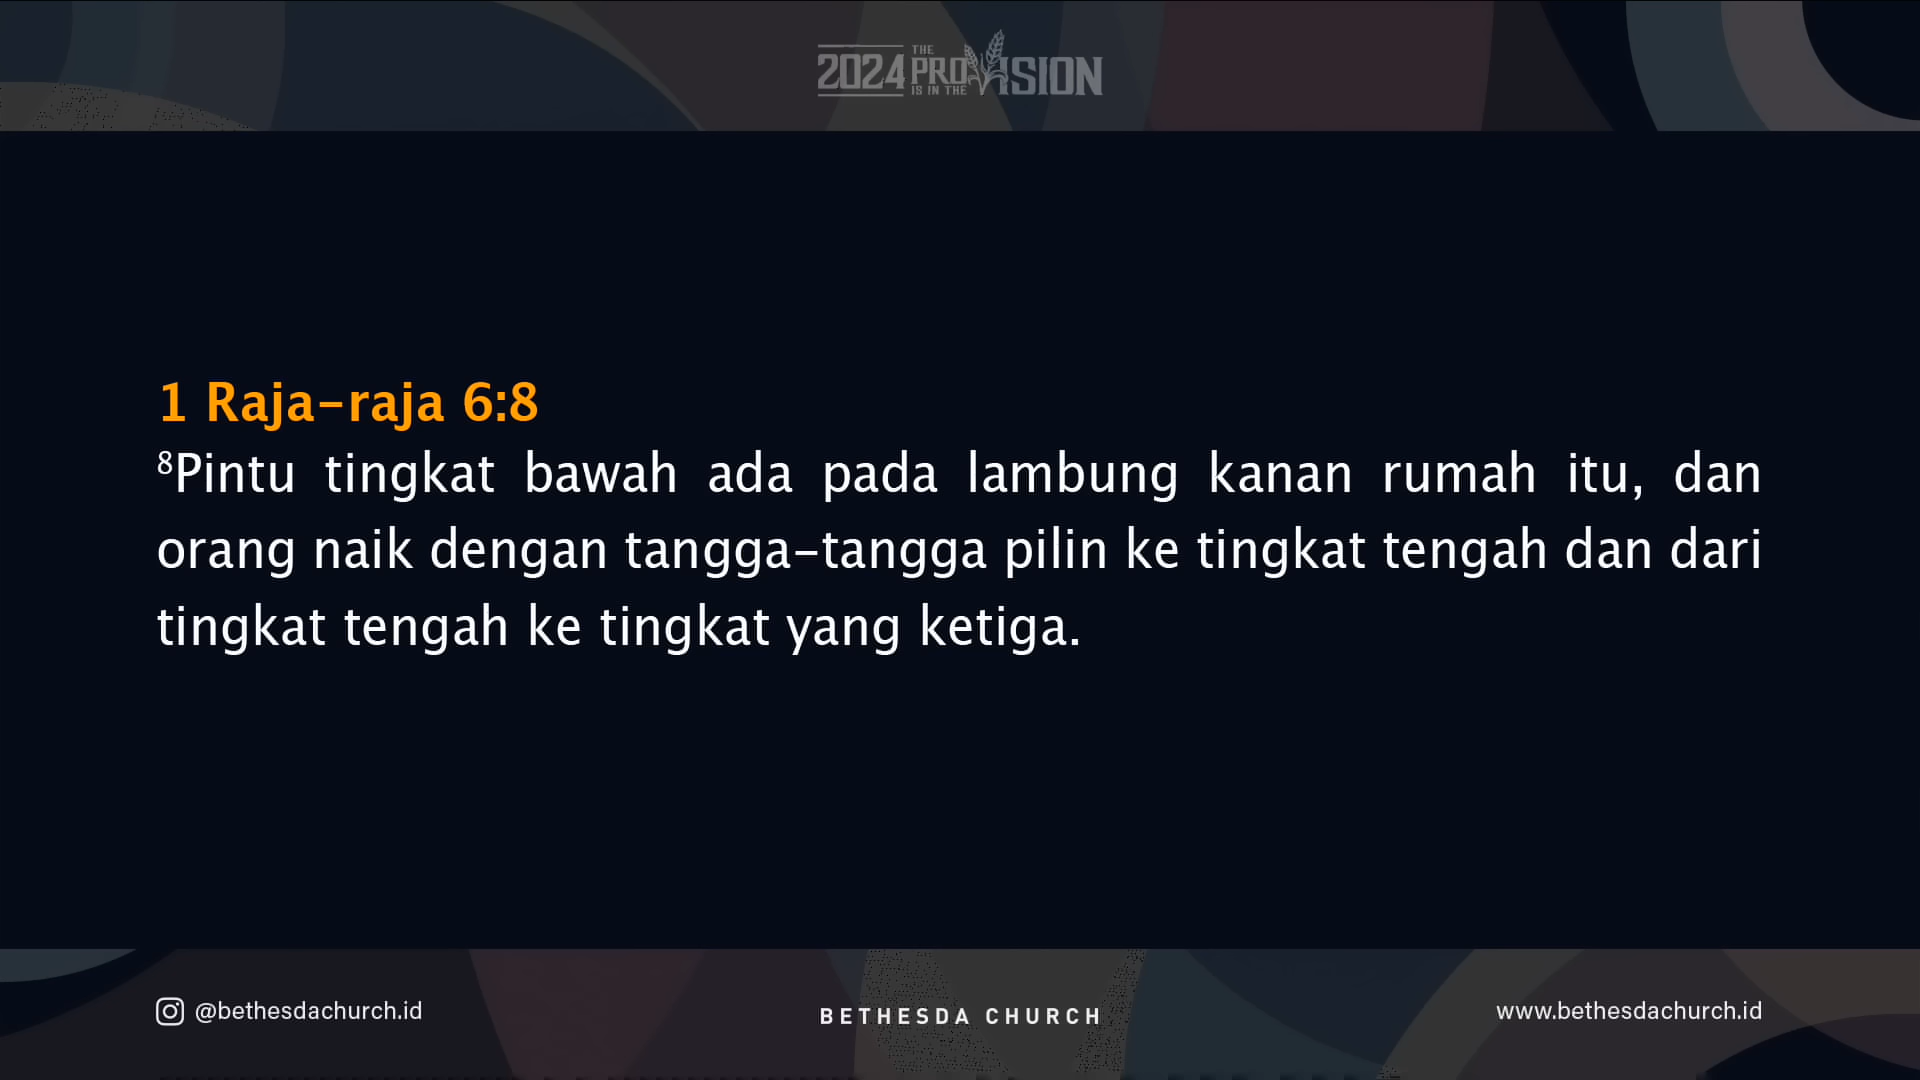 2024 THE PROVISION IS IN THE
1 Raja-raja 6:8
⁸Pintu tingkat bawah ada pada lambung kanan rumah itu, dan
orang naik dengan tangga-tangga pilin ke tingkat tengah dan dari
tingkat tengah ke tingkat yang ketiga.
@bethesdachurch.id
BETHESDA CHURCH
www.bethesdachurch.id